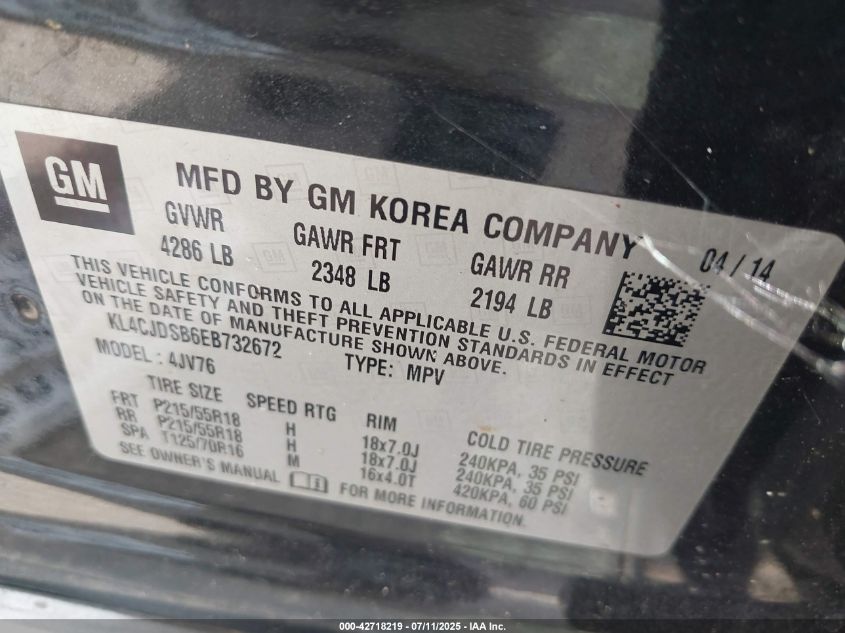 GM
MFD BY GM KOREA COMPANY
04 / 14
GVWR GAWR FRT GAWR RR
4286 LB 2348 LB 2194 LB
THIS VEHICLE CONFORMS TO ALL APPLICABLE U.S. FEDERAL MOTOR
VEHICLE SAFETY AND THEFT PREVENTION STANDARDS IN EFFECT
ON THE DATE OF MANUFACTURE SHOWN ABOVE.
KL4CJDSB6EB732672
TYPE: MPV
MODEL: 4JV76
TIRE SIZE SPEED RTG RIM COLD TIRE PRESSURE
FRT P215/55R18 H 18x7.0J 240KPA, 35 PSI
RR P215/55R18 H 18x7.0J 240KPA, 35 PSI
SPA T125/70R16 M 16x4.0T 420KPA, 60 PSI
SEE OWNER'S MANUAL FOR MORE INFORMATION.
000-42718219 - 07/11/2025 - IAA Inc.